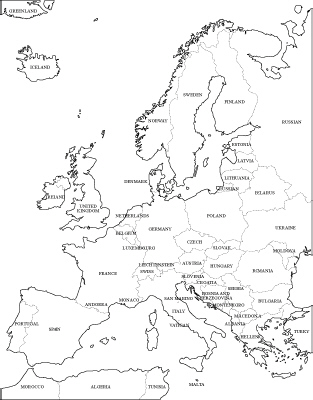 GREENLAND
ICELAND
SWEDEN
FINLAND
NORWAY
RUSSIAN
ESTONIA
LATVIA
DENMARK
LITHUANIA
RUSSIAN
BELARUS
IRELAND
UNITED
KINGDOM
NETHERLANDS
POLAND
BELGIUM
GERMANY
UKRAINE
LUXEMBOURG
CZECH
SLOVAK
MOLDOVA
LIECHTENSTEIN
AUSTRIA
HUNGARY
FRANCE
SWISS
ROMANIA
SLOVENIA
CROATIA
SERBIA
BOSNIA AND
HERZEGOVINA
MONACO
SAN MARINO
ANDORRA
MONTENEGRO
BULGARIA
ITALY
MACEDONIA
PORTUGAL
SPAIN
VATICAN
ALBANIA
TURKY
HELLENIC
MOROCCO
ALGERIA
TUNISIA
MALTA